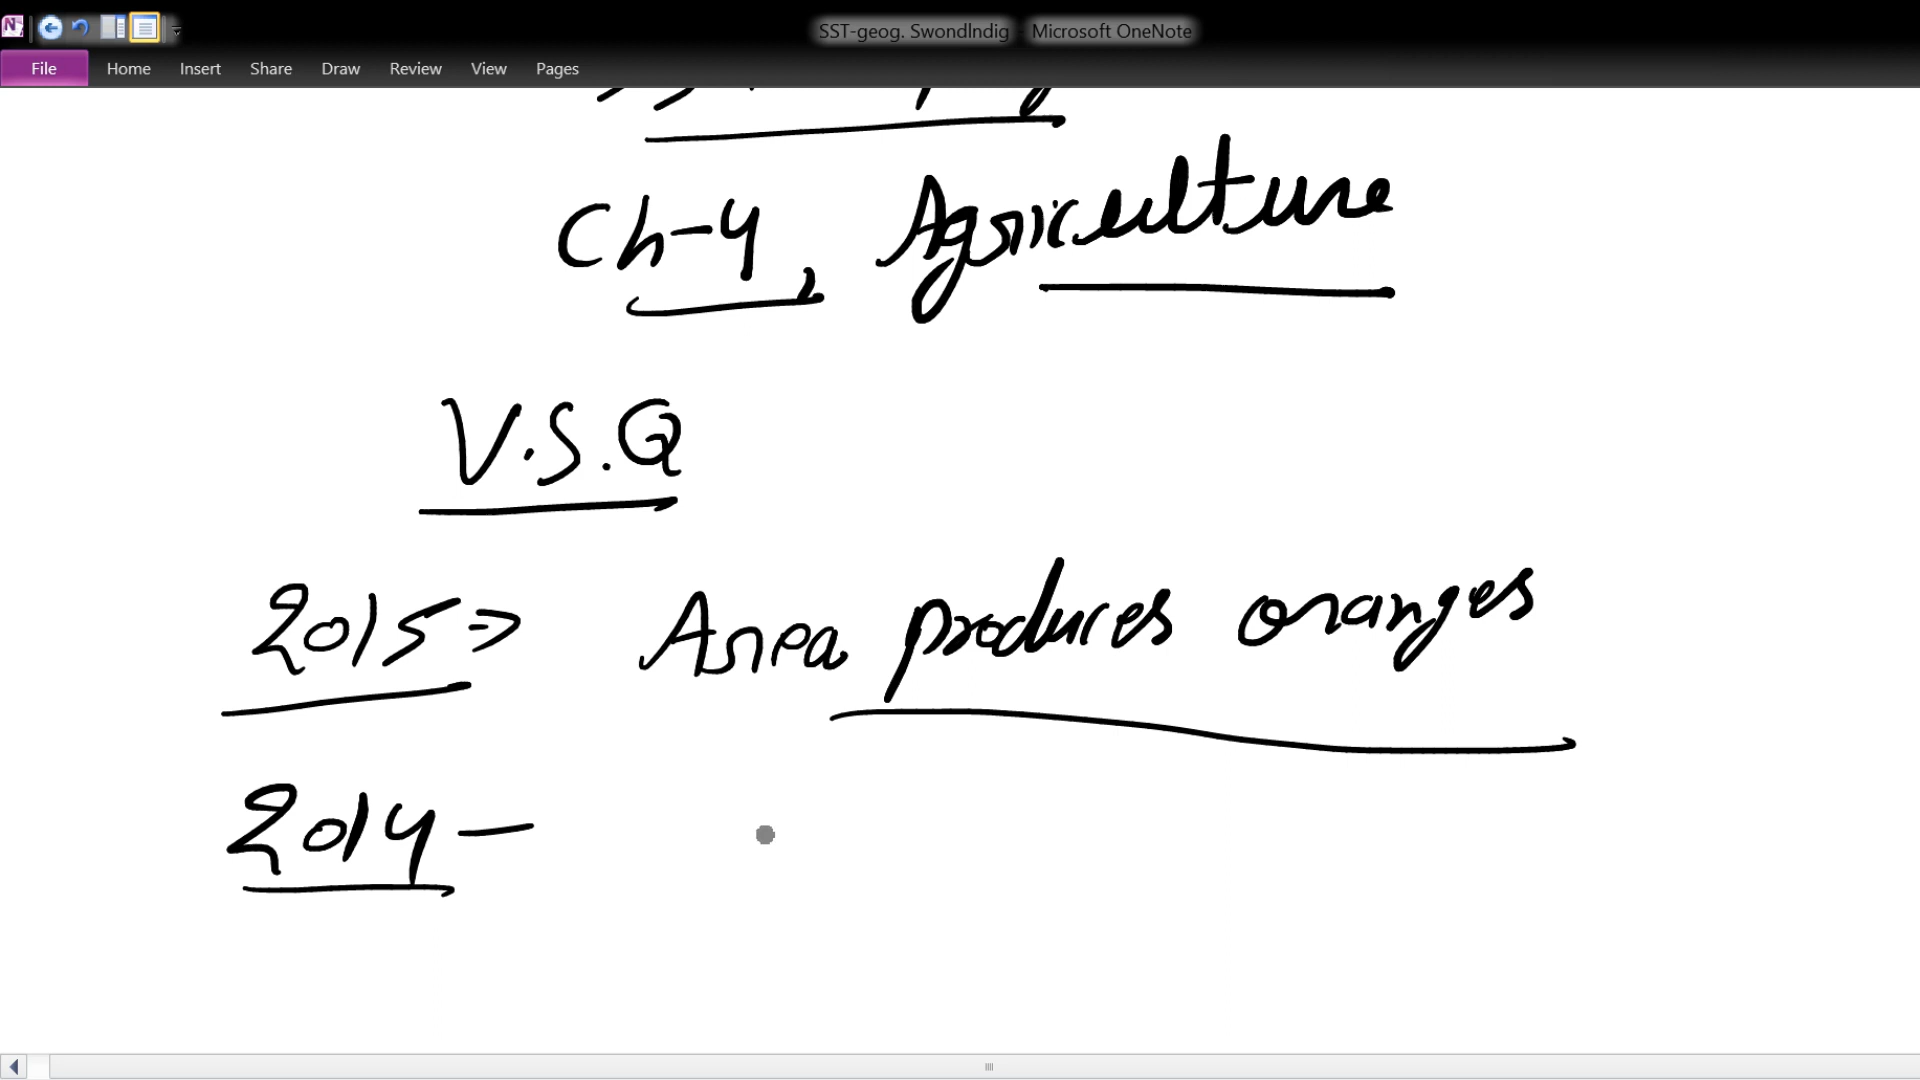 SST-geog. SwondIndig - Microsoft OneNote
File Home Insert Share Draw Review View Pages
Ch-4, Agriculture
V.S.Q
2015 => Area produces oranges
2014 —